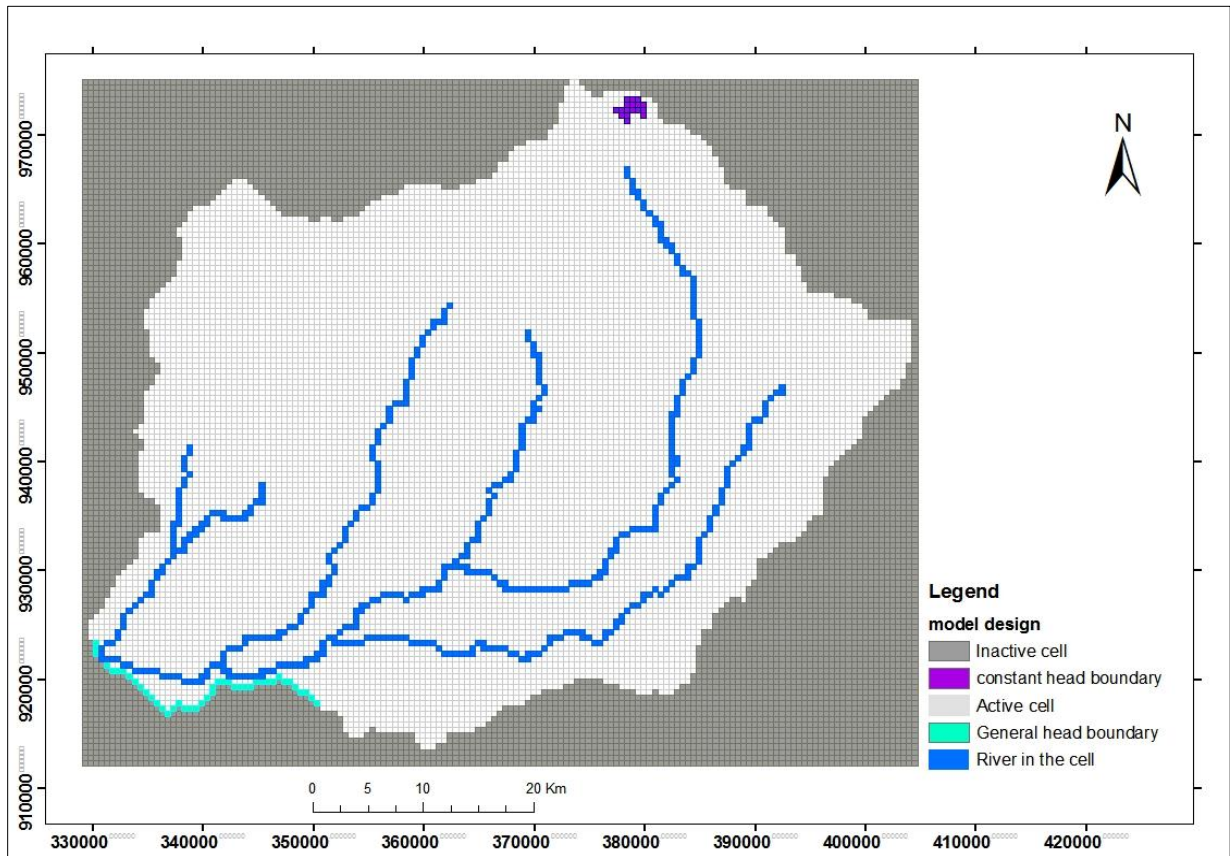 N
970000
960000
950000
940000
930000
920000
910000
Legend
model design
Inactive cell
constant head boundary
Active cell
General head boundary
River in the cell
0 5 10 20 Km
330000 340000 350000 360000 370000 380000 390000 400000 410000 420000